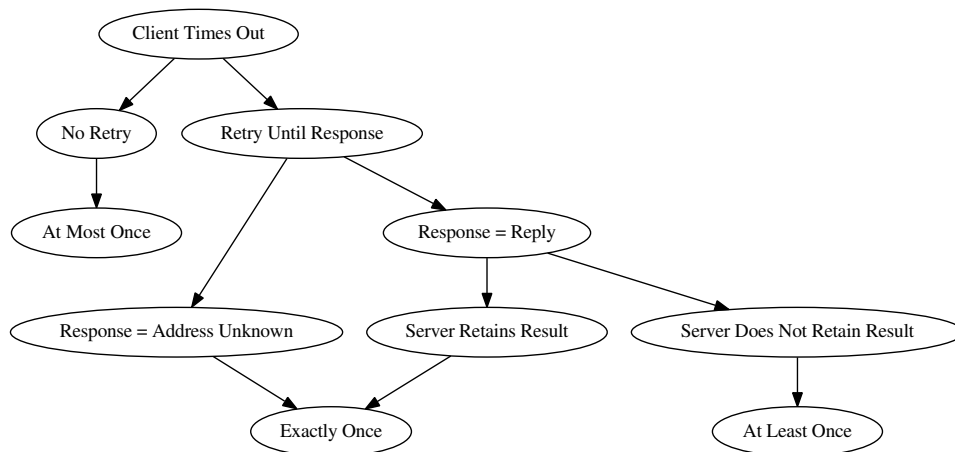 Client Times Out
No Retry
Retry Until Response
At Most Once
Response = Reply
Response = Address Unknown
Server Retains Result
Server Does Not Retain Result
Exactly Once
At Least Once